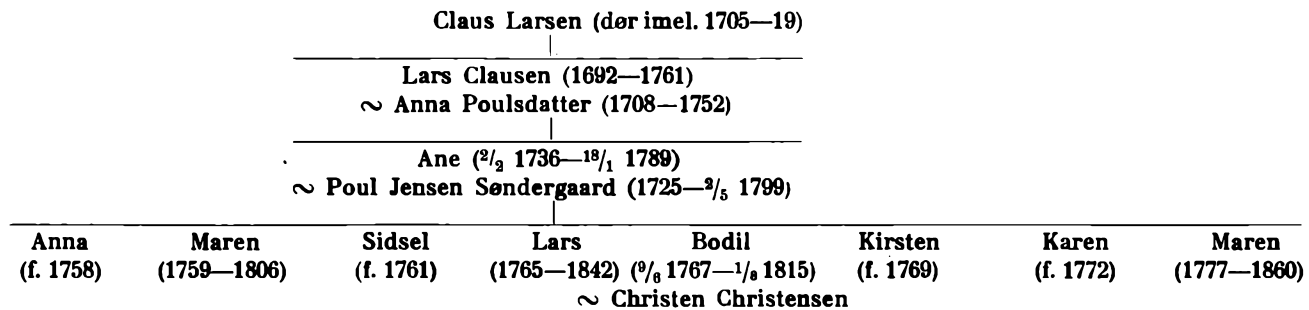 Claus Larsen (dør imel. 1705—19)
Lars Clausen (1692—1761)
∾ Anna Poulsdatter (1708—1752)
Ane (²/₂ 1736—¹⁸/₁ 1789)
∾ Poul Jensen Søndergaard (1725—²/₅ 1799)
Anna Maren Sidsel Lars Bodil Kirsten Karen Maren
(f. 1758) (1759—1806) (f. 1761) (1765—1842) (⁹/₆ 1767—¹/₈ 1815) (f. 1769) (f. 1772) (1777—1860)
∾ Christen Christensen